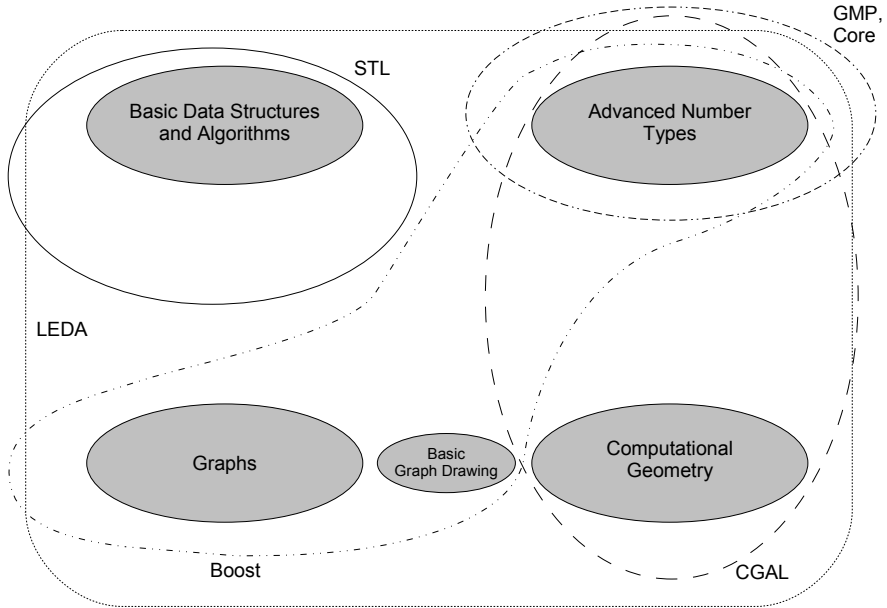 GMP,
Core
STL
Basic Data Structures
and Algorithms
Advanced Number
Types
LEDA
Graphs
Basic
Graph Drawing
Computational
Geometry
Boost
CGAL